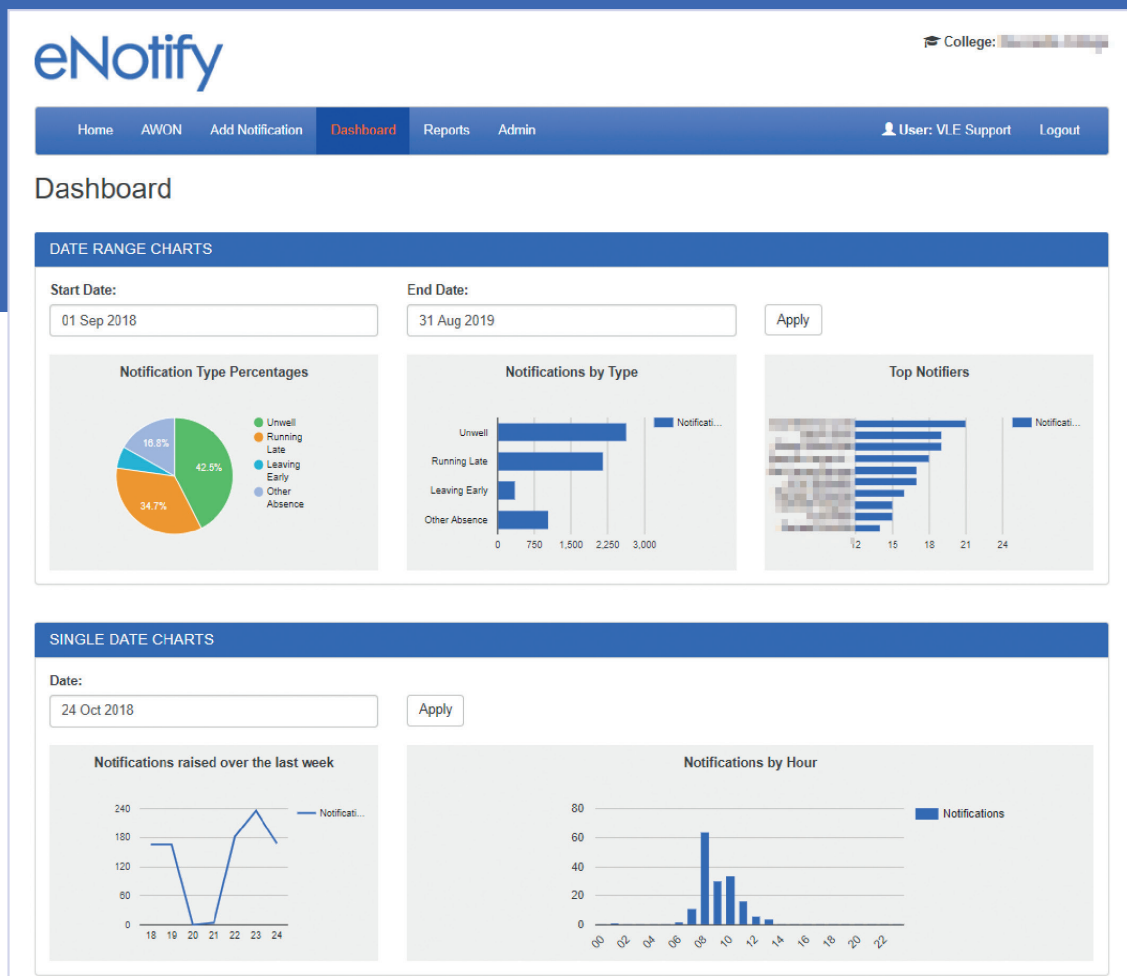 eNotify
College:
Home AWON Add Notification Dashboard Reports Admin User: VLE Support Logout
Dashboard
DATE RANGE CHARTS
Start Date: End Date:
01 Sep 2018 31 Aug 2019 Apply
Notification Type Percentages
16.8%
42.5%
34.7%
Unwell
Running
Late
Leaving
Early
Other
Absence
Notifications by Type
Notificati...
Unwell
Running Late
Leaving Early
Other Absence
0 750 1,500 2,250 3,000
Top Notifiers
Notificati...
12 15 18 21 24
SINGLE DATE CHARTS
Date:
24 Oct 2018 Apply
Notifications raised over the last week
240
180
120
60
0
18 19 20 21 22 23 24
Notificati...
Notifications by Hour
80
60
40
20
0
00 02 04 06 08 10 12 14 16 18 20 22
Notifications